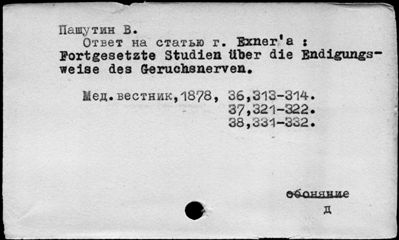 Пашутин В.
Ответ на статью г. Exner'a :
Fortgesetzte Studien über die Endigungs-
weise des Geruchsnerven.
Мед.вестник,1878, 36,313-314.
37,321-322.
38,331-332.
обоняние
Д